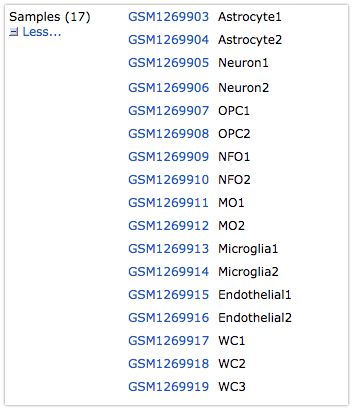 Samples (17) GSM1269903 Astrocyte1
Less... GSM1269904 Astrocyte2
GSM1269905 Neuron1
GSM1269906 Neuron2
GSM1269907 OPC1
GSM1269908 OPC2
GSM1269909 NFO1
GSM1269910 NFO2
GSM1269911 MO1
GSM1269912 MO2
GSM1269913 Microglia1
GSM1269914 Microglia2
GSM1269915 Endothelial1
GSM1269916 Endothelial2
GSM1269917 WC1
GSM1269918 WC2
GSM1269919 WC3